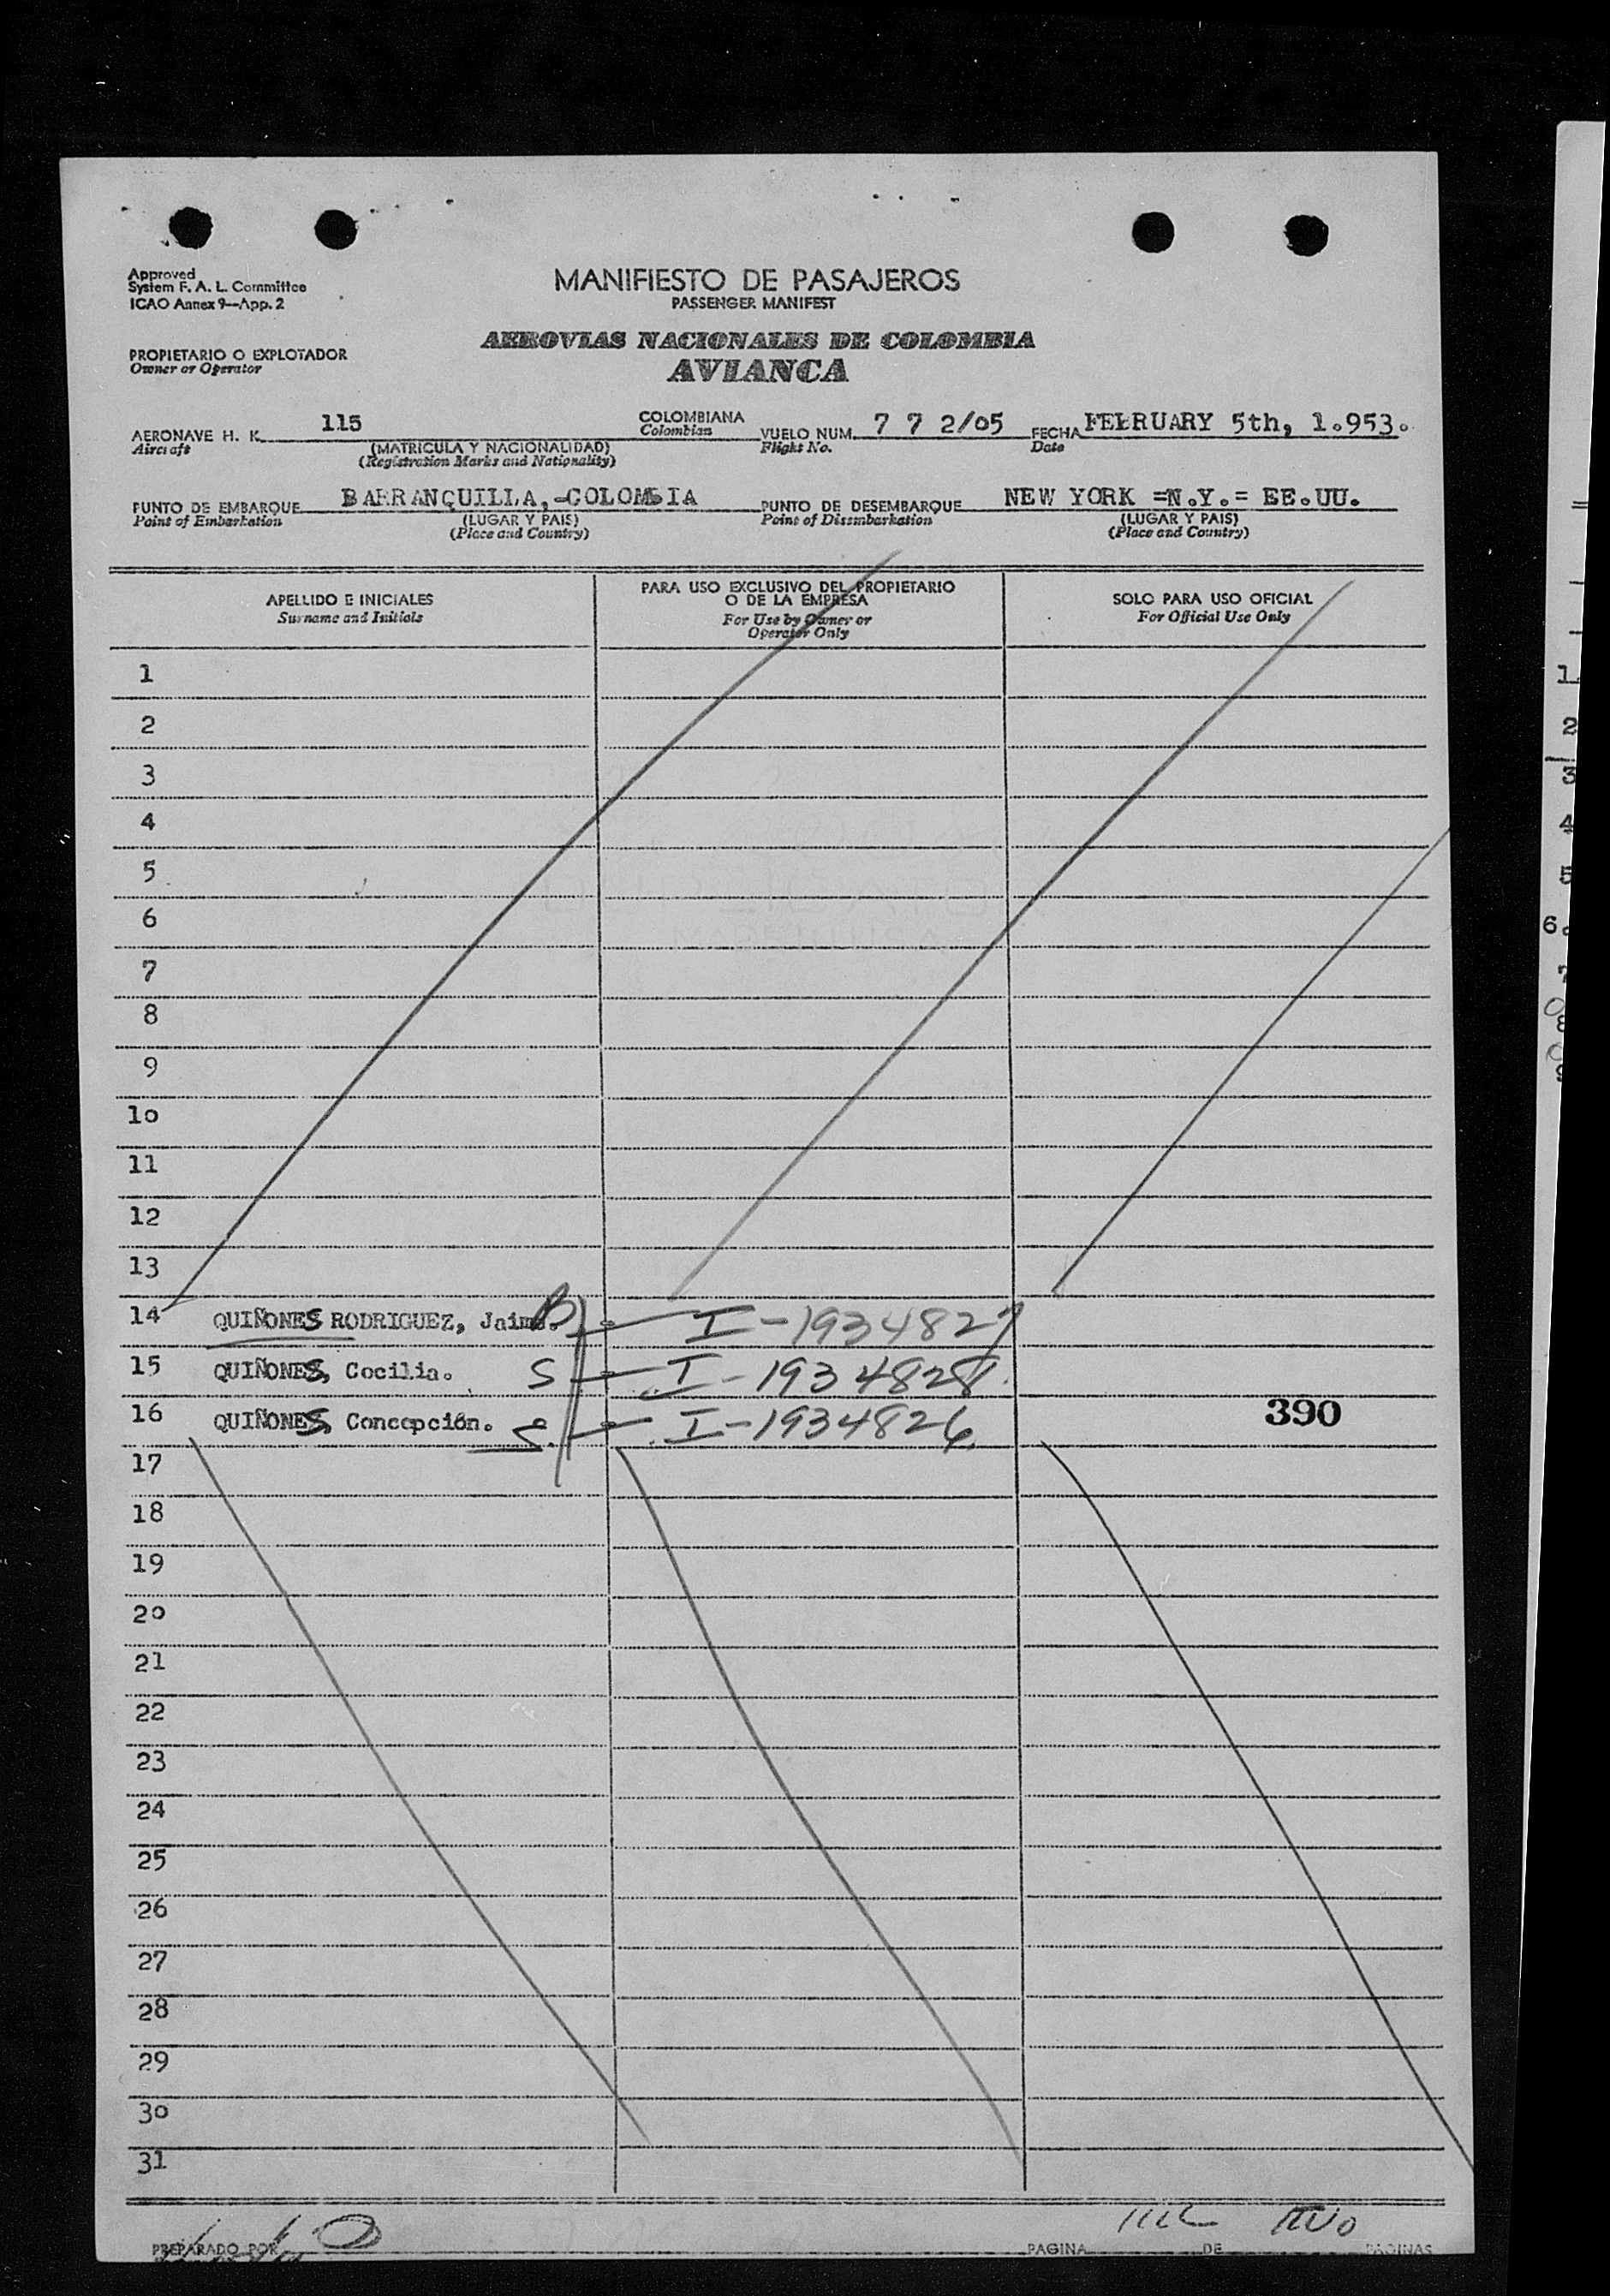 Approved
System F. A. L. Committee
ICAO Annex 9—App. 2
MANIFIESTO DE PASAJEROS
PASSENGER MANIFEST
AEROVIAS NACIONALES DE COLOMBIA
AVIANCA
PROPIETARIO O EXPLOTADOR
Owner or Operator
AERONAVE H. K. 115 COLOMBIANA VUELO NUM. 7 7 2/05 FECHA FEBRUARY 5th, 1.953.
Aircraft (MATRICULA Y NACIONALIDAD) Colombian Flight No. Date
(Registration Marks and Nationality)
PUNTO DE EMBARQUE BARRANQUILLA,-COLOMBIA PUNTO DE DESEMBARQUE NEW YORK =N.Y.= EE.UU.
Point of Embarkation (LUGAR Y PAIS) Point of Disembarkation (LUGAR Y PAIS)
(Place and Country) (Place and Country)
APELLIDO E INICIALES PARA USO EXCLUSIVO DEL PROPIETARIO O DE LA EMPRESA SOLO PARA USO OFICIAL
Surname and Initials For Use by Owner or Operator Only For Official Use Only
1
2
3
4
5
6
7
8
9
10
11
12
13
14 QUIÑONES RODRIGUEZ, Jaime. B I-1934827
15 QUIÑONES, Cecilia. S I-1934828
16 QUIÑONES, Concepción. S. I-1934826 390
17
18
19
20
21
22
23
24
25
26
27
28
29
30
31
PREPARADO POR PAGINA DE PAGINAS